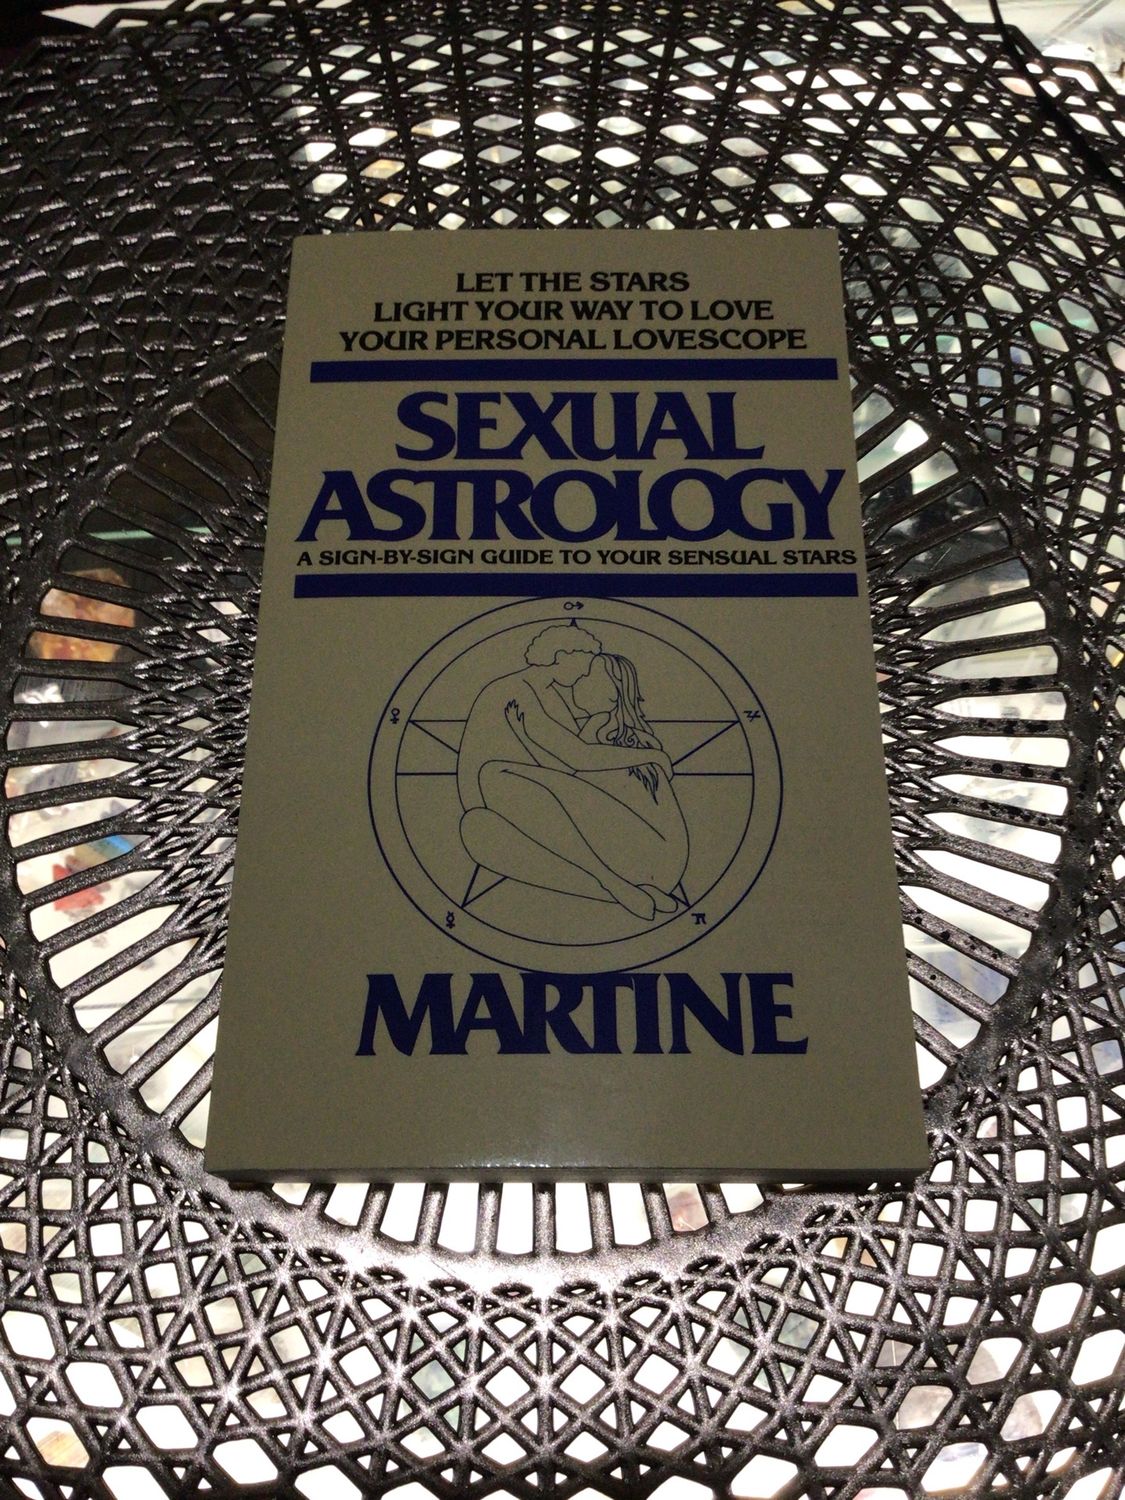 LET THE STARS
LIGHT YOUR WAY TO LOVE
YOUR PERSONAL LOVESCOPE
SEXUAL
ASTROLOGY
A SIGN-BY-SIGN GUIDE TO YOUR SENSUAL STARS
MARTINE